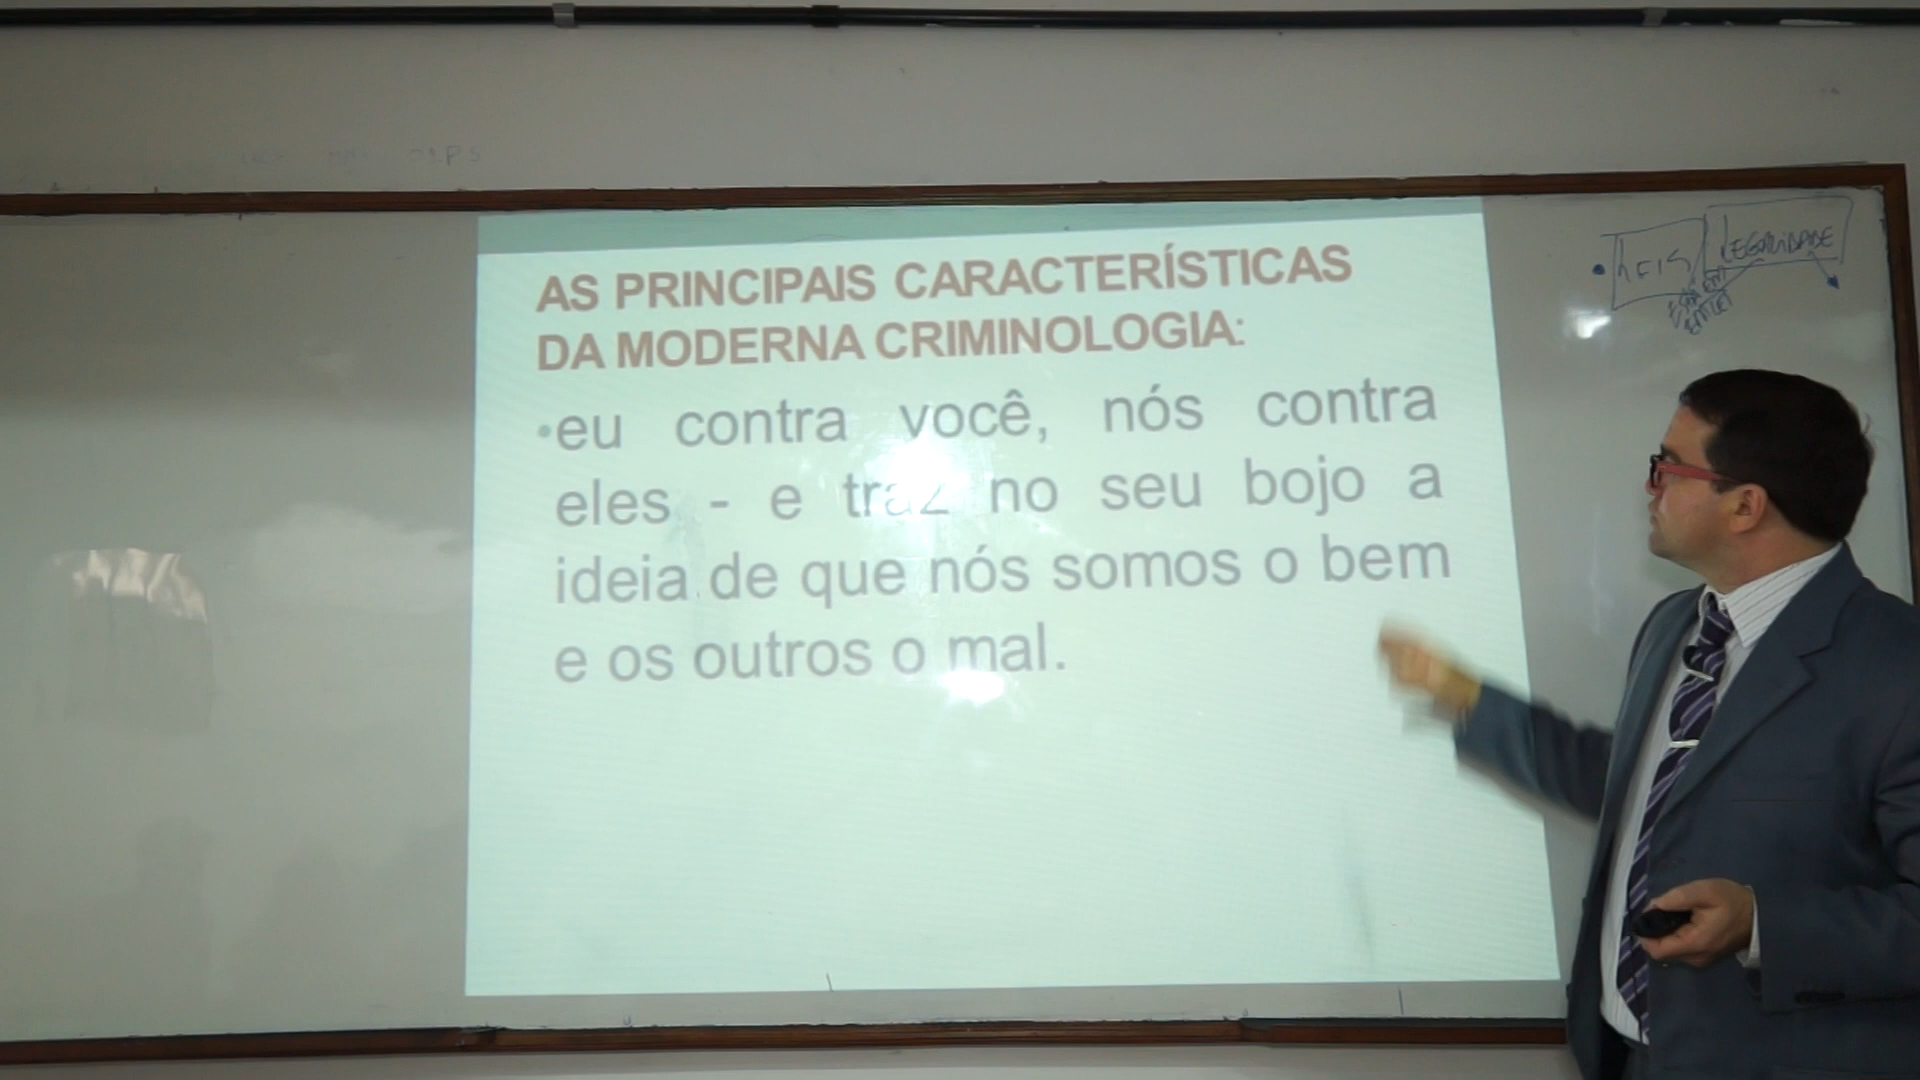 AS PRINCIPAIS CARACTERÍSTICAS
DA MODERNA CRIMINOLOGIA:
•eu contra você, nós contra
eles - e traz no seu bojo a
ideia de que nós somos o bem
e os outros o mal.
LEIS LEGALIDADE